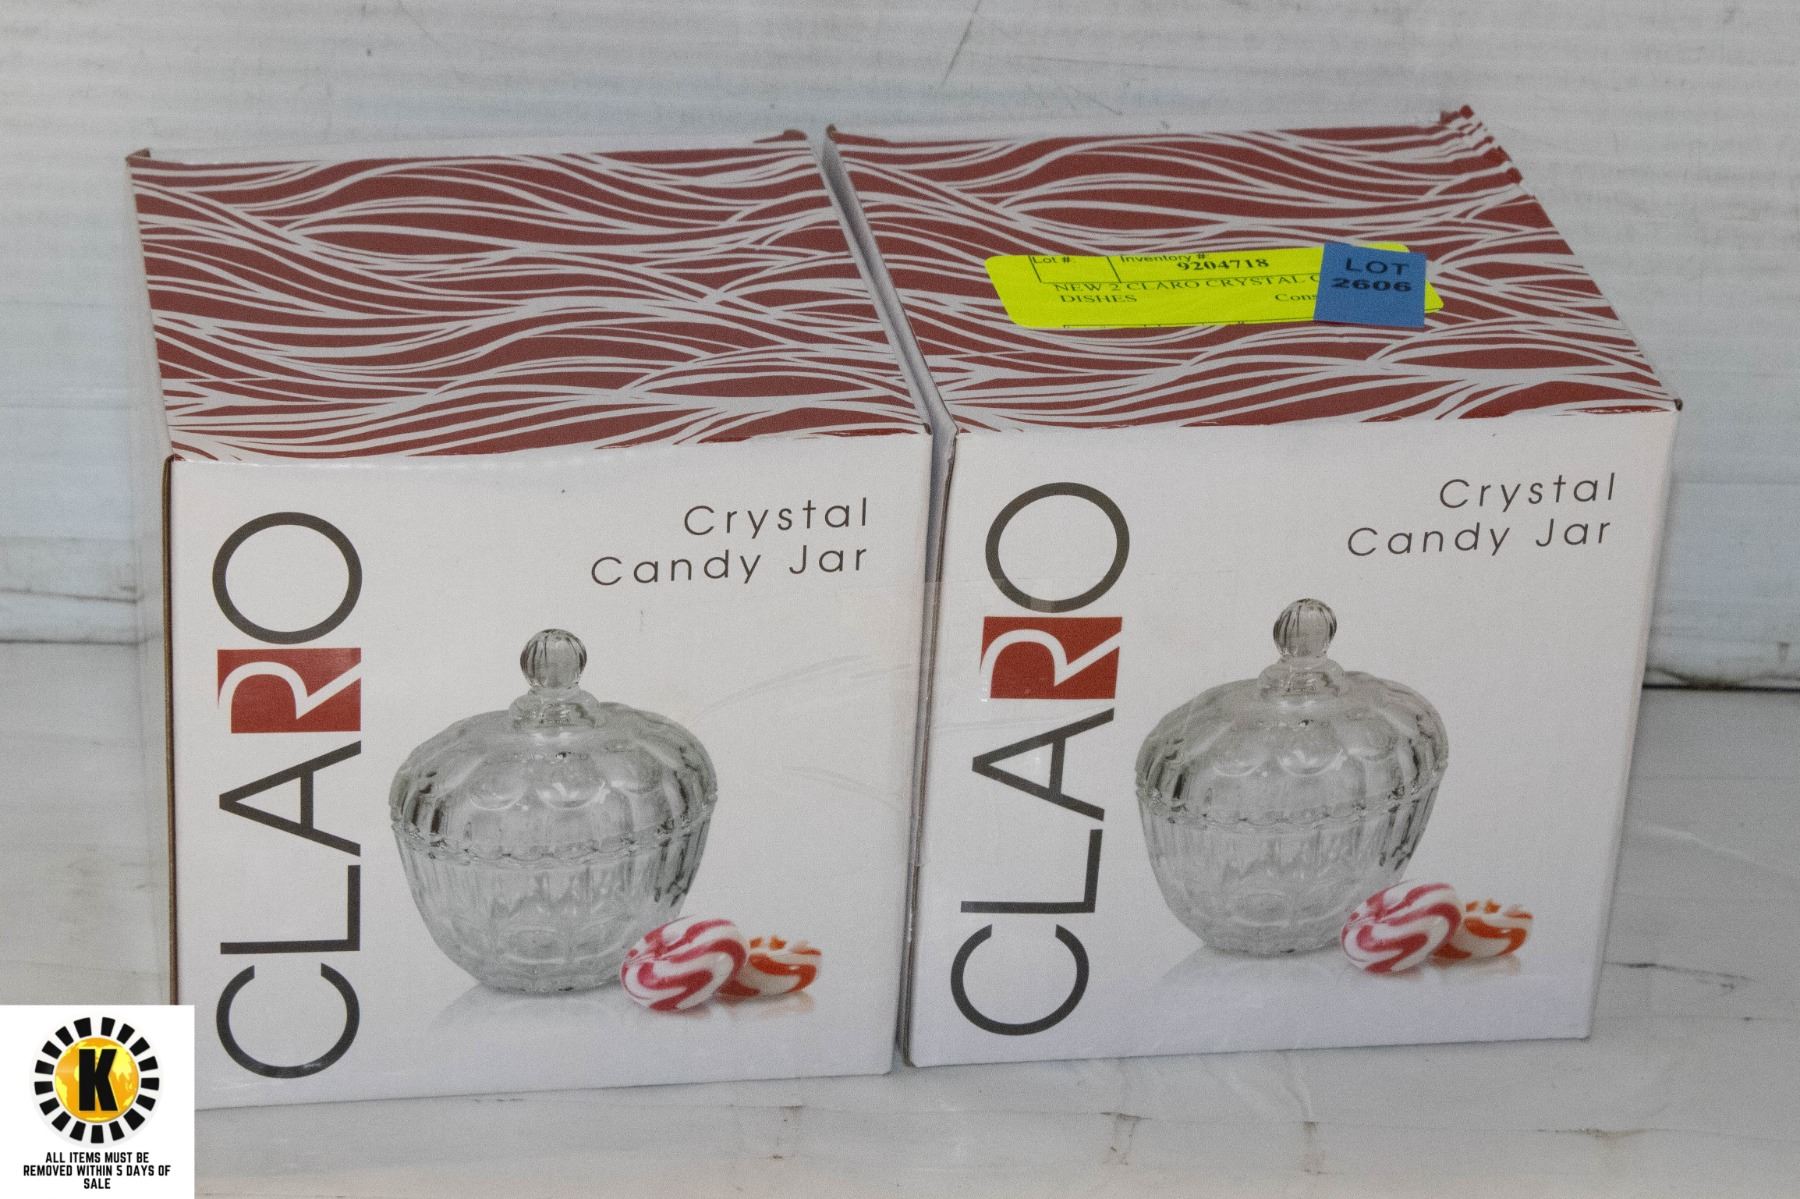 Lot #:
Inventory #:
9204718
NEW 2 CLARO CRYSTAL
DISHES
LOT
2606
Crystal
Candy Jar
CLARO
Crystal
Candy Jar
CLARO
K
ALL ITEMS MUST BE
REMOVED WITHIN 5 DAYS OF
SALE